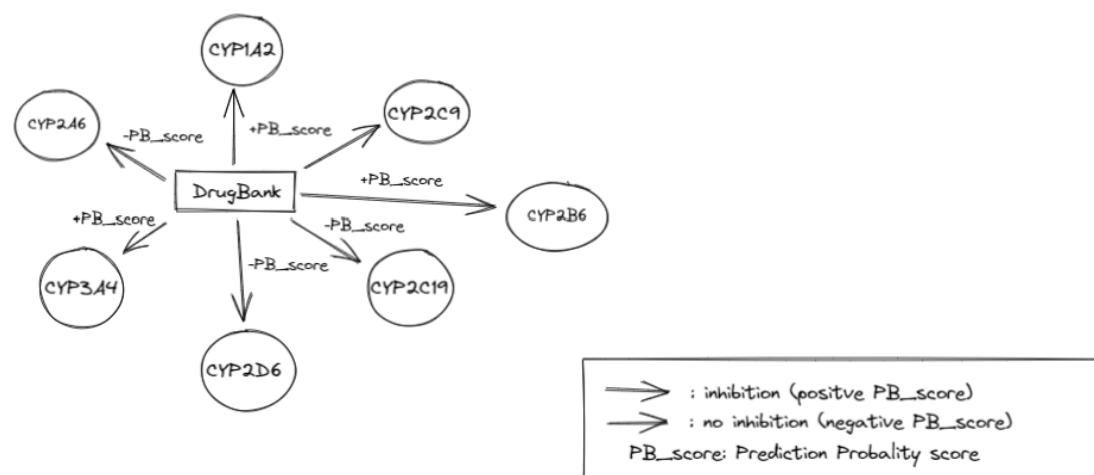 CYP1A2
CYP2C9
CYP2A6
-PB_score
+PB_score
DrugBank
+PB_score
CYP2B6
+PB_score
-PB_score
-PB_score
CYP3A4
CYP2C19
CYP2D6
: inhibition (positve PB_score)
: no inhibition (negative PB_score)
PB_score: Prediction Probality score